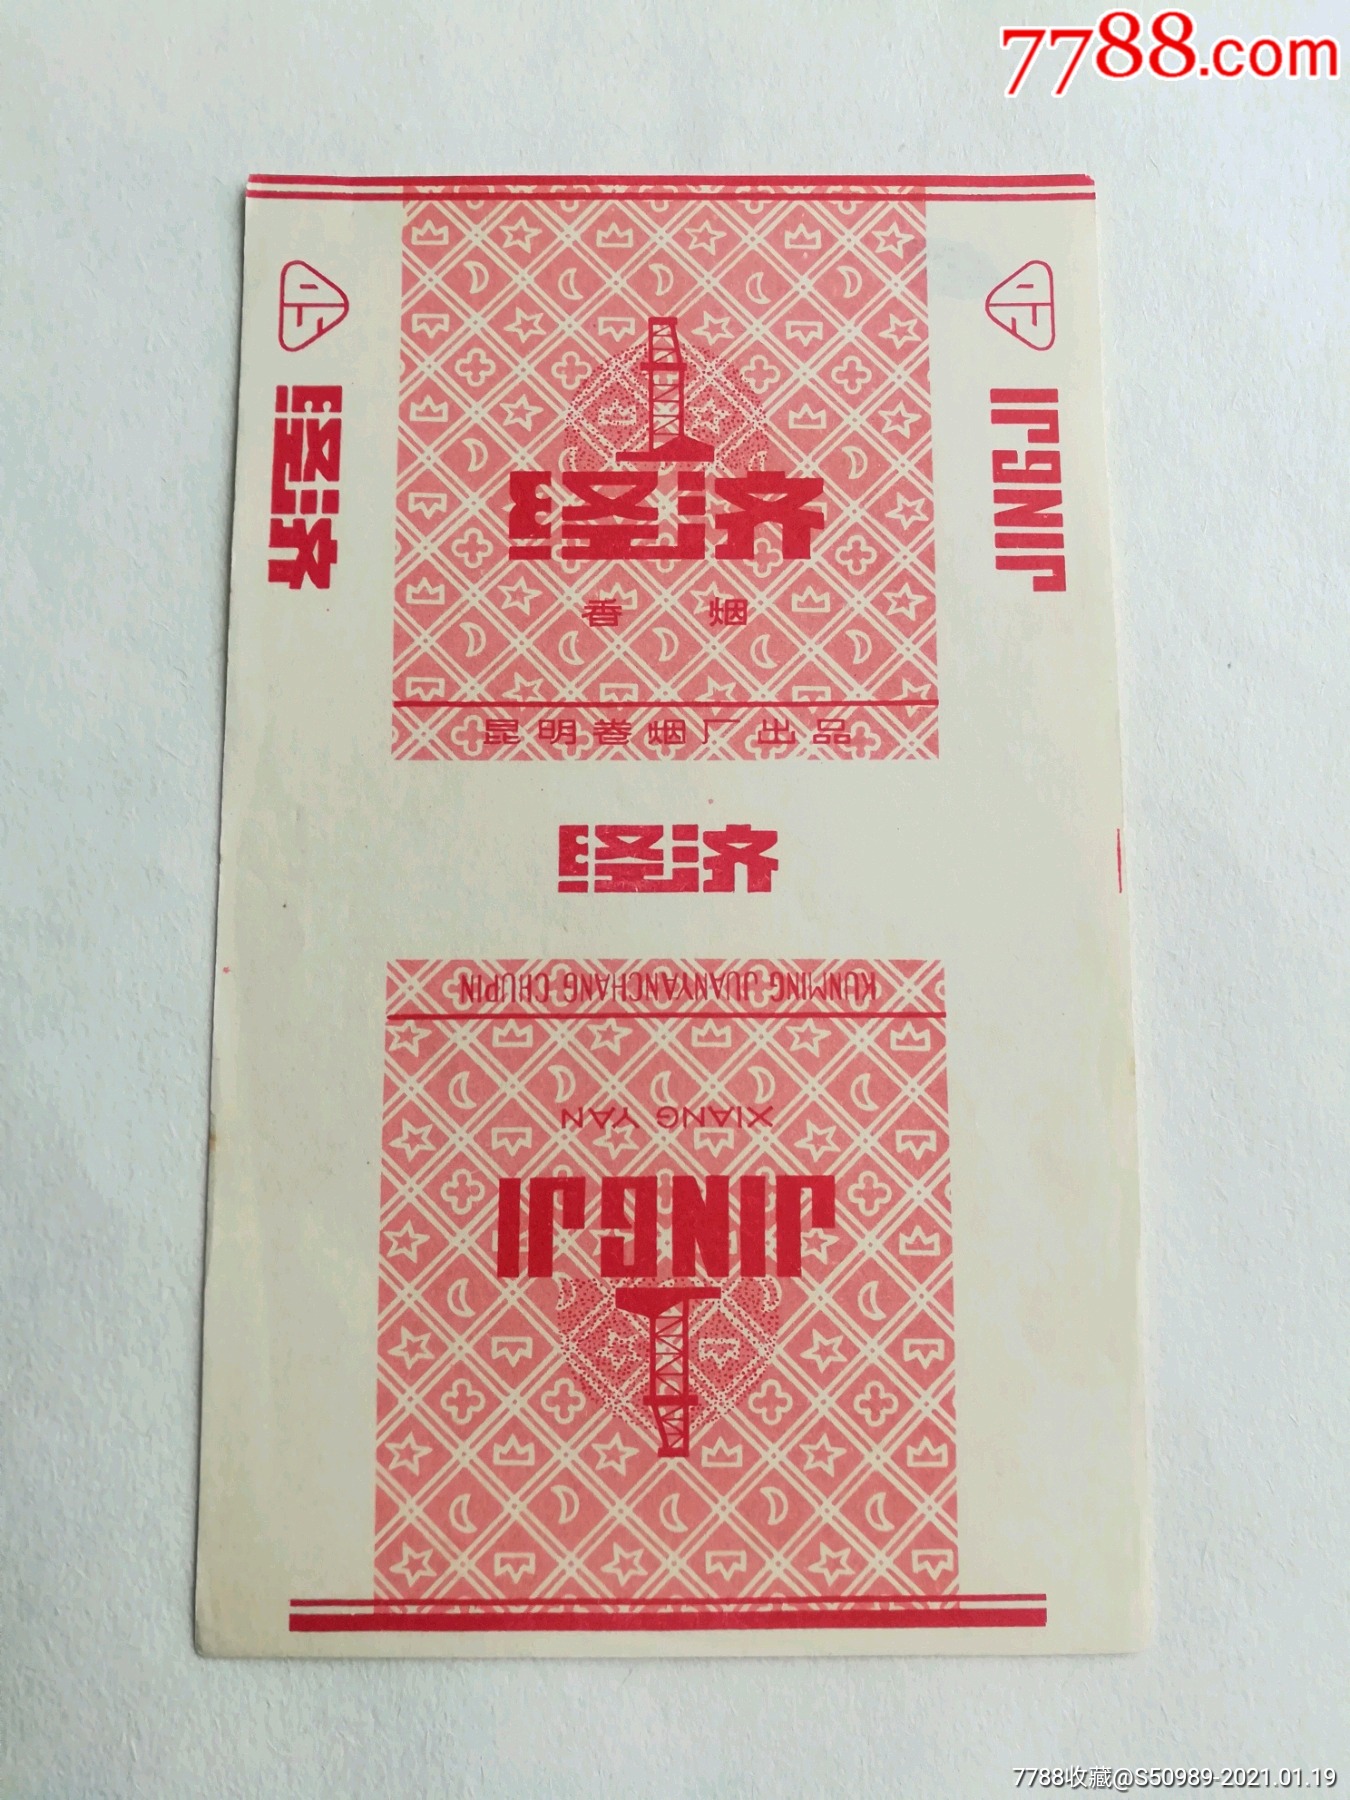 7788.com
经济
JINGJI
经济
香 烟
昆明卷烟厂出品
经济
KUNMING JUANYANCHANG CHUPIN
XIANG YAN
JINGJI
7788收藏@S50989-2021.01.19